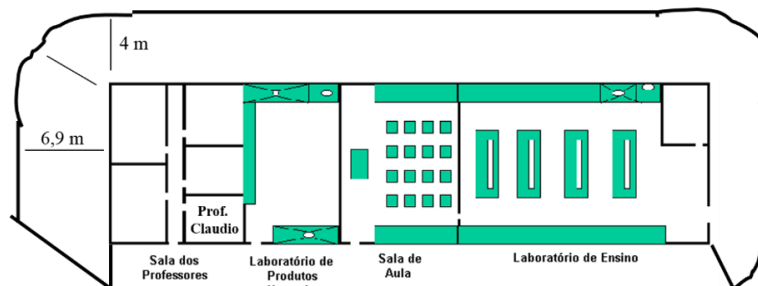 4 m
6,9 m
Prof.
Claudio
Sala dos
Professores
Laboratório de
Produtos
Sala de
Aula
Laboratório de Ensino